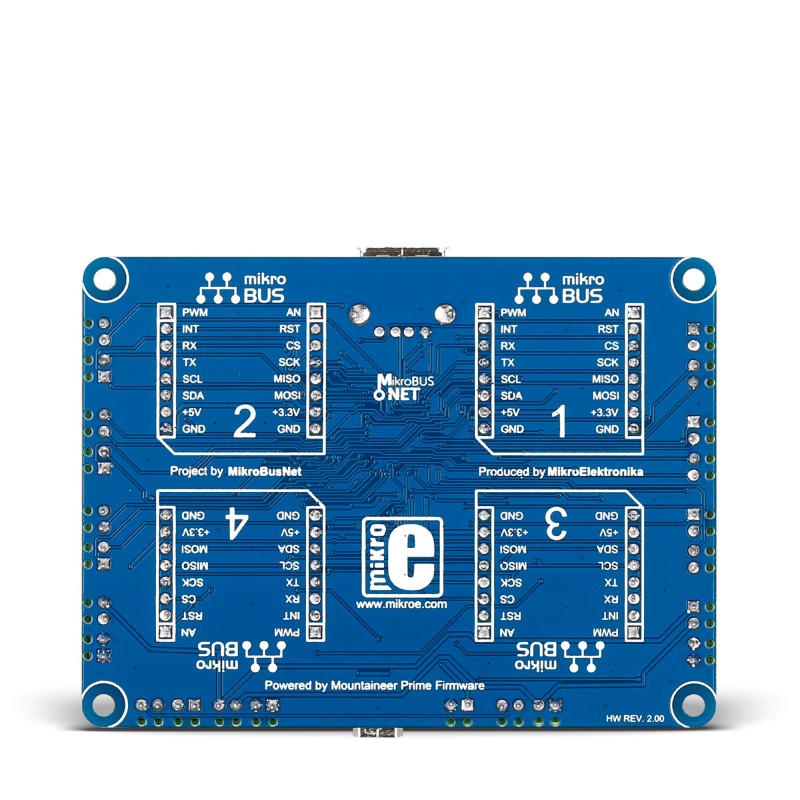 mikro
BUS
PWM AN
INT RST
RX CS
TX SCK
SCL MISO
SDA MOSI
+5V +3.3V
GND GND
2
mikro
BUS
PWM AN
INT RST
RX CS
TX SCK
SCL MISO
SDA MOSI
+5V +3.3V
GND GND
1
MikroBUS
.NET
Project by MikroBusNet
Produced by MikroElektronika
4
GND GND
+3.3V +5V
MOSI SDA
MISO SCL
SCK TX
CS RX
RST INT
AN PWM
mikro
BUS
mikro
e
www.mikroe.com
3
GND GND
+3.3V +5V
MOSI SDA
MISO SCL
SCK TX
CS RX
RST INT
AN PWM
mikro
BUS
Powered by Mountaineer Prime Firmware
HW REV. 2.00